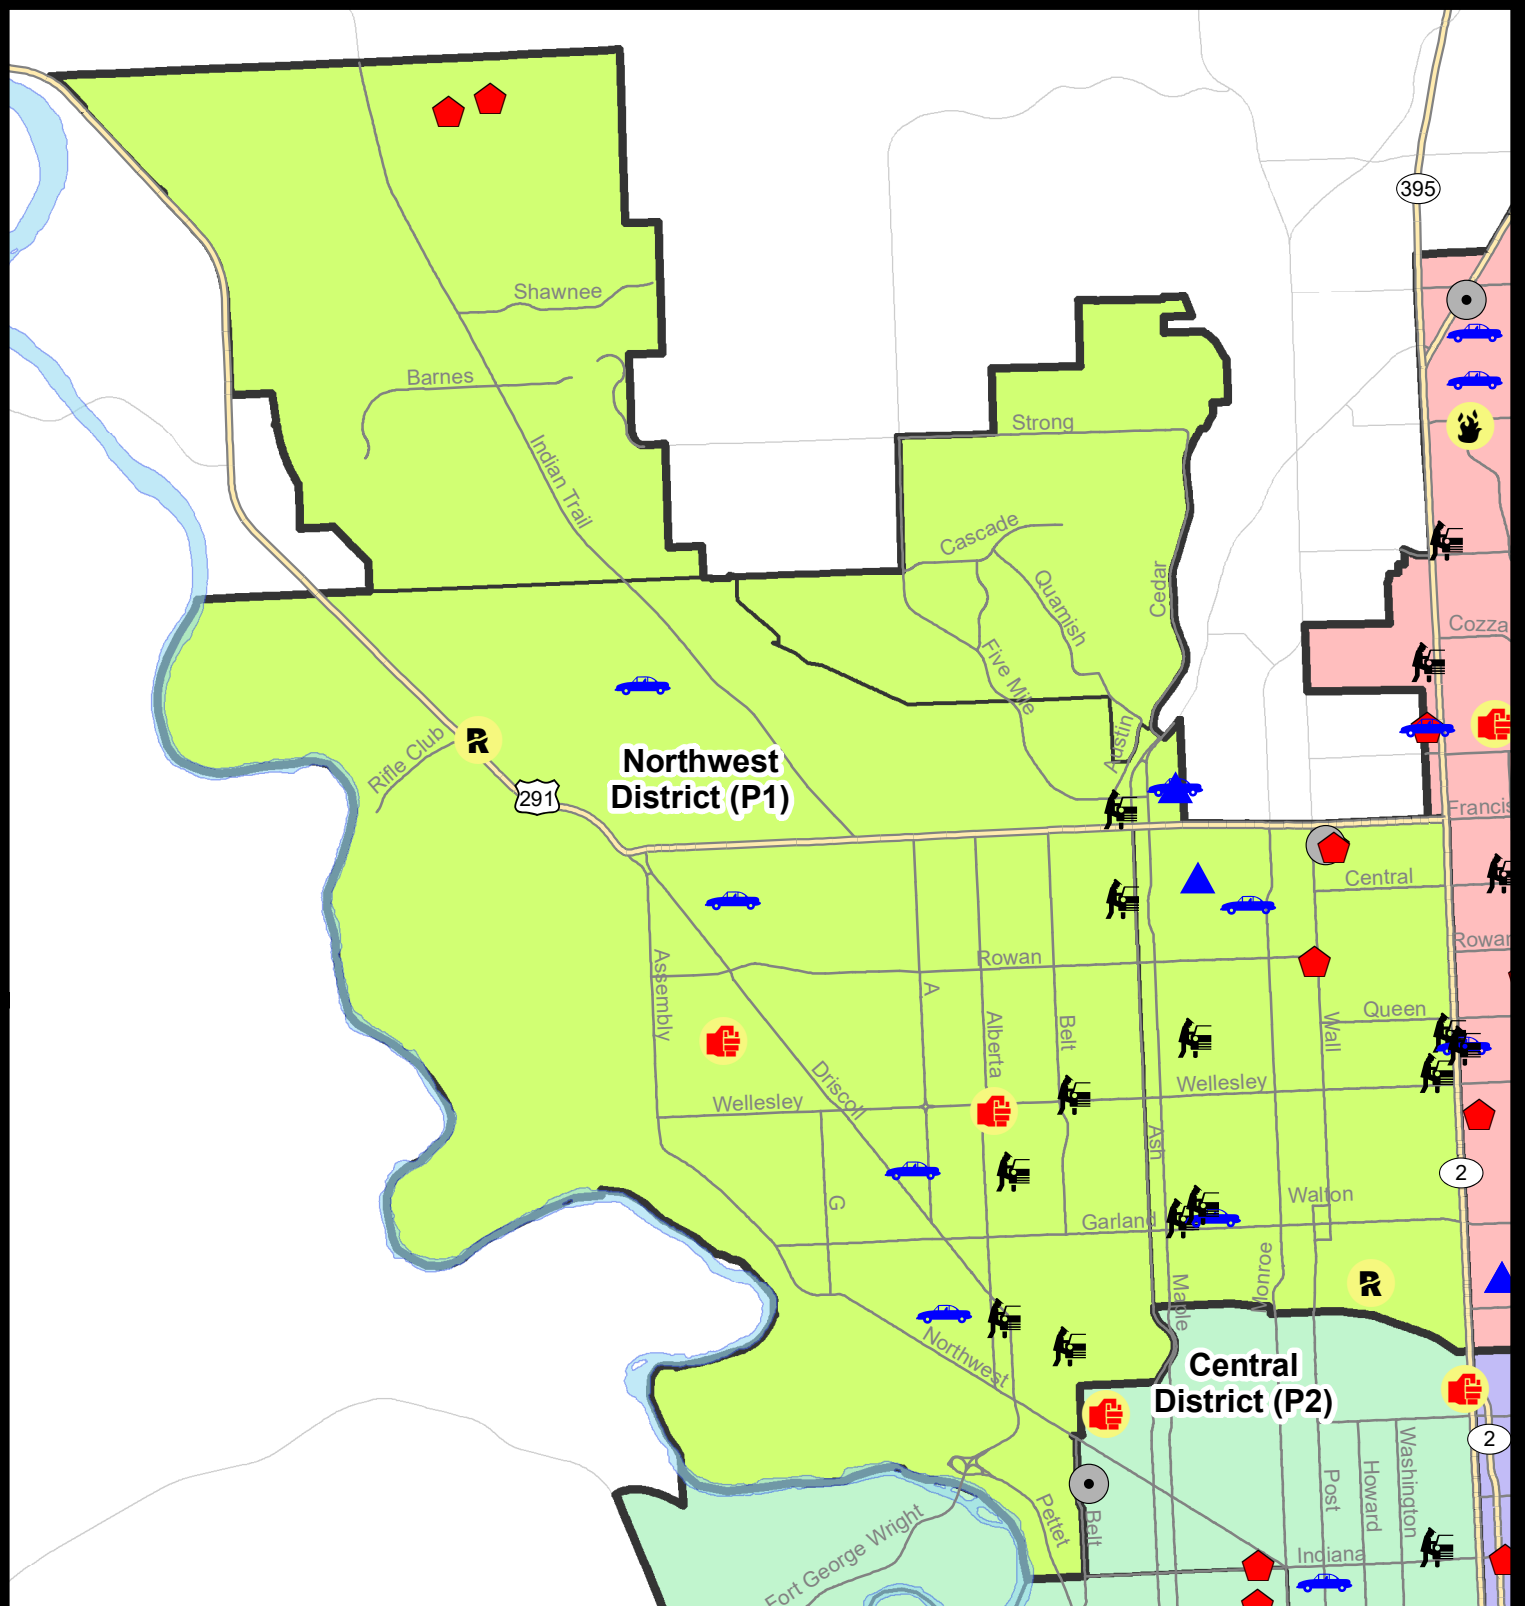 395
Shawnee
Barnes
Strong
Indian Trail
Cascade
Quamish
Cedar
Cozza
Five Mile
Austin
Rifle Club
Northwest
District (P1)
291
Francis
Central
Rowan
Rowan
Assembly
A
Alberta
Belt
Wall
Queen
Driscoll
Wellesley
Wellesley
Ash
2
G
Garland
Walton
Monroe
Maple
Northwest
Central
District (P2)
2
Washington
Howard
Post
Pettet
Belt
Fort George Wright
Indiana
R
R